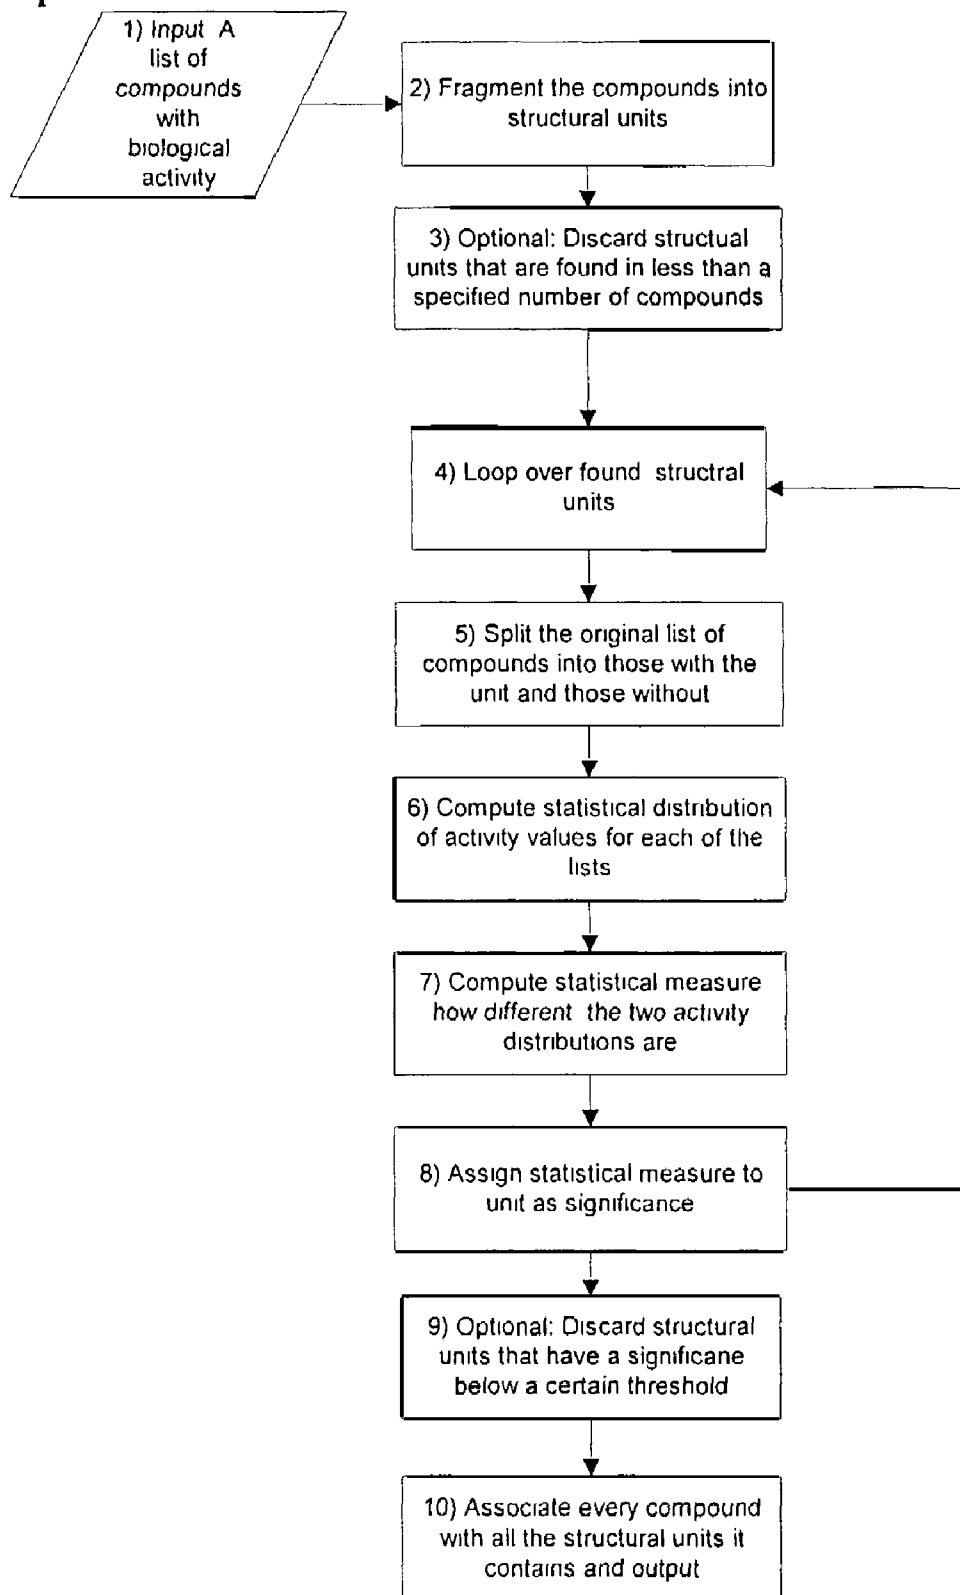 1) Input A
list of
compounds
with
biological
activity
2) Fragment the compounds into
structural units
3) Optional: Discard structual
units that are found in less than a
specified number of compounds
4) Loop over found structral
units
5) Split the original list of
compounds into those with the
unit and those without
6) Compute statistical distribution
of activity values for each of the
lists
7) Compute statistical measure
how different the two activity
distributions are
8) Assign statistical measure to
unit as significance
9) Optional: Discard structural
units that have a significane
below a certain threshold
10) Associate every compound
with all the structural units it
contains and output